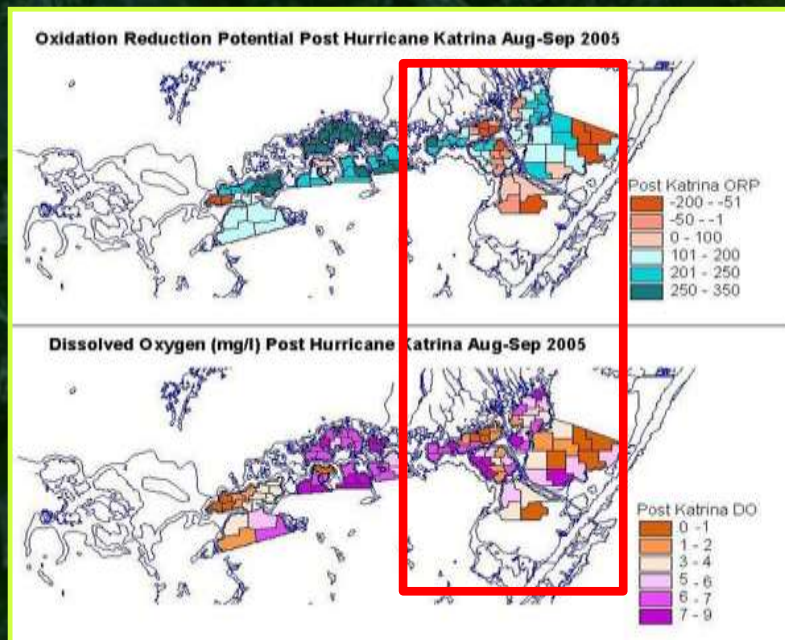 Oxidation Reduction Potential Post Hurricane Katrina Aug-Sep 2005
Post Katrina ORP
-200 - -51
-50 - -1
0 - 100
101 - 200
201 - 250
250 - 350
Dissolved Oxygen (mg/l) Post Hurricane Katrina Aug-Sep 2005
Post Katrina DO
0 -1
1 - 2
3 - 4
5 - 6
6 - 7
7 - 9